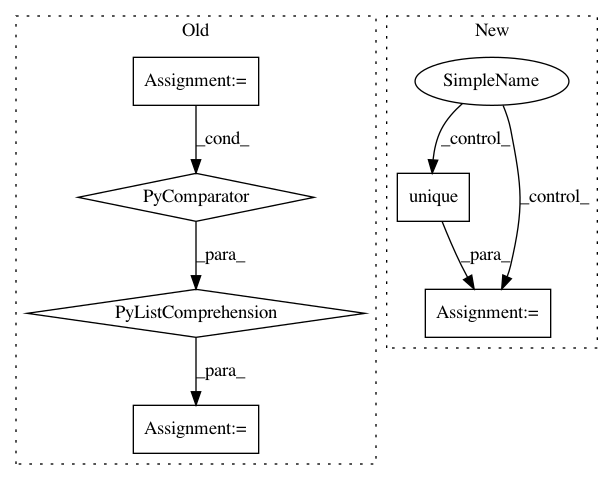 Old
Assignment:=
_cond_
PyComparator
_para_
PyListComprehension
_para_
Assignment:=
New
SimpleName
_control_
unique
_control_
_para_
Assignment:=